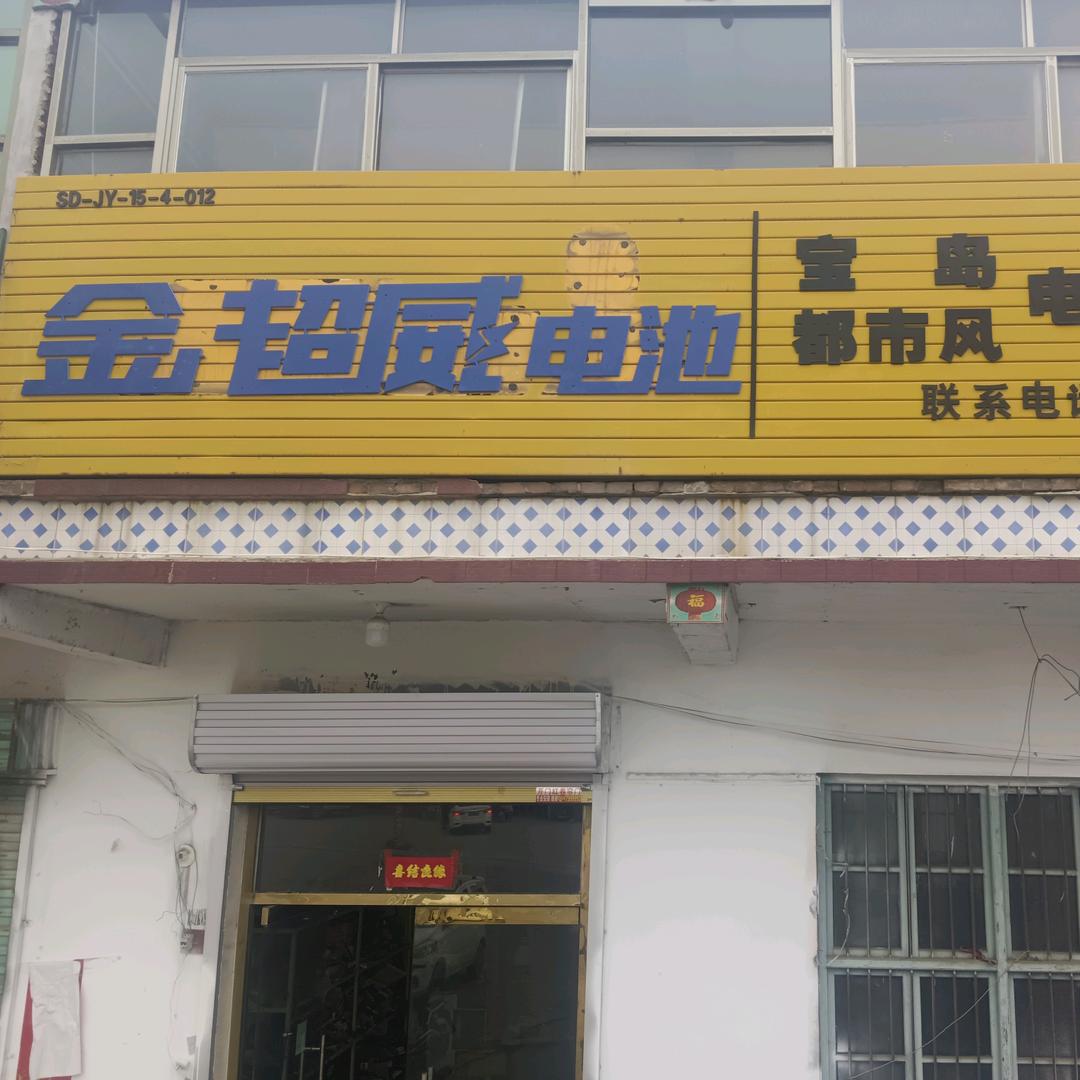 SD-JY-15-4-012
金超威电池
宝岛
都市风
电
联系电
福
喜结良缘